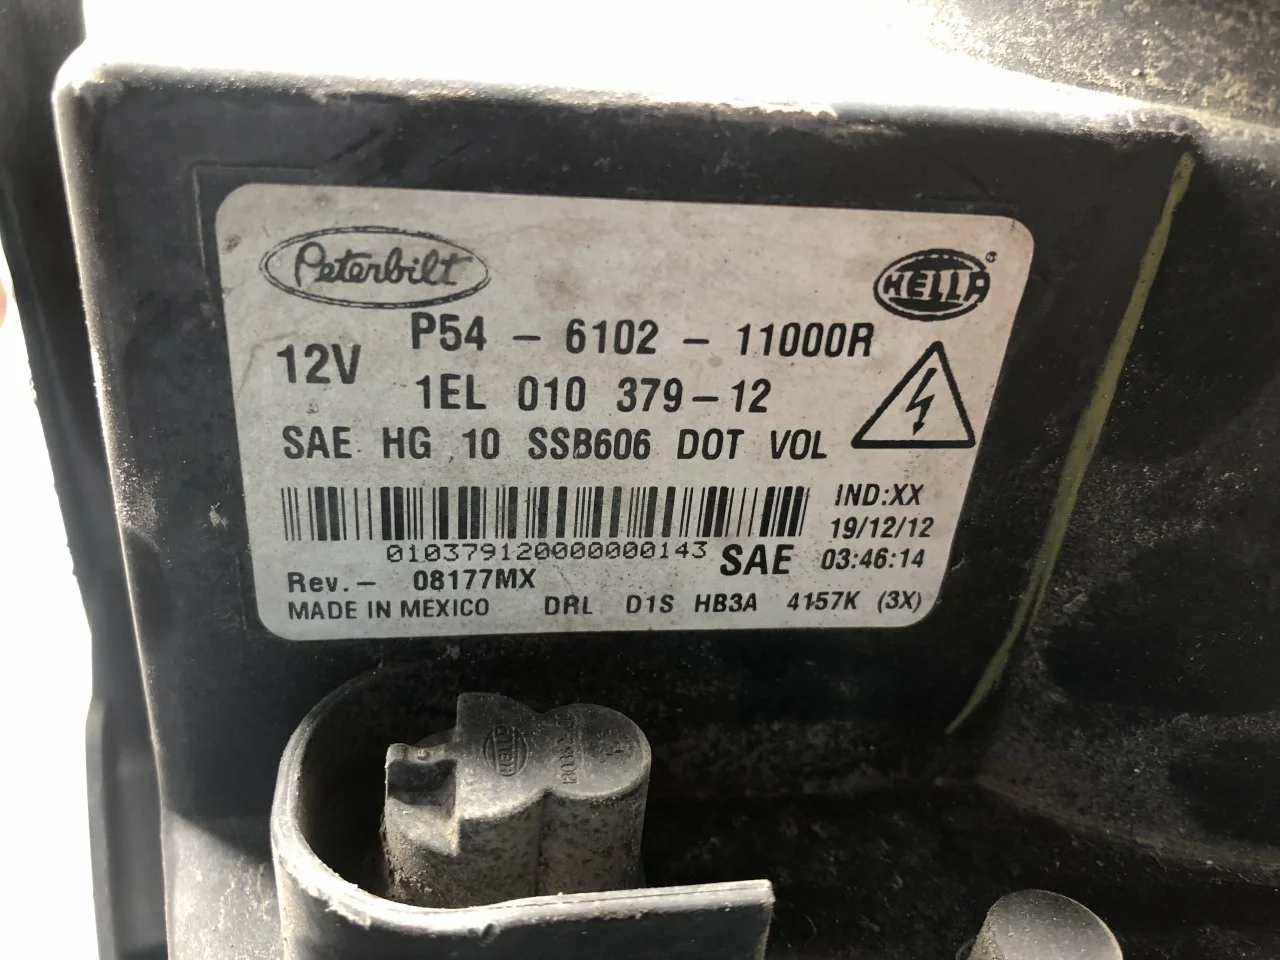 Peterbilt
HELLA®
P54 - 6102 - 11000R
12V
1EL 010 379-12
SAE HG 10 SSB606 DOT VOL
IND:XX
19/12/12
010379120000000143 SAE 03:46:14
Rev.- 08177MX
MADE IN MEXICO DRL D1S HB3A 4157K (3X)
HELLA